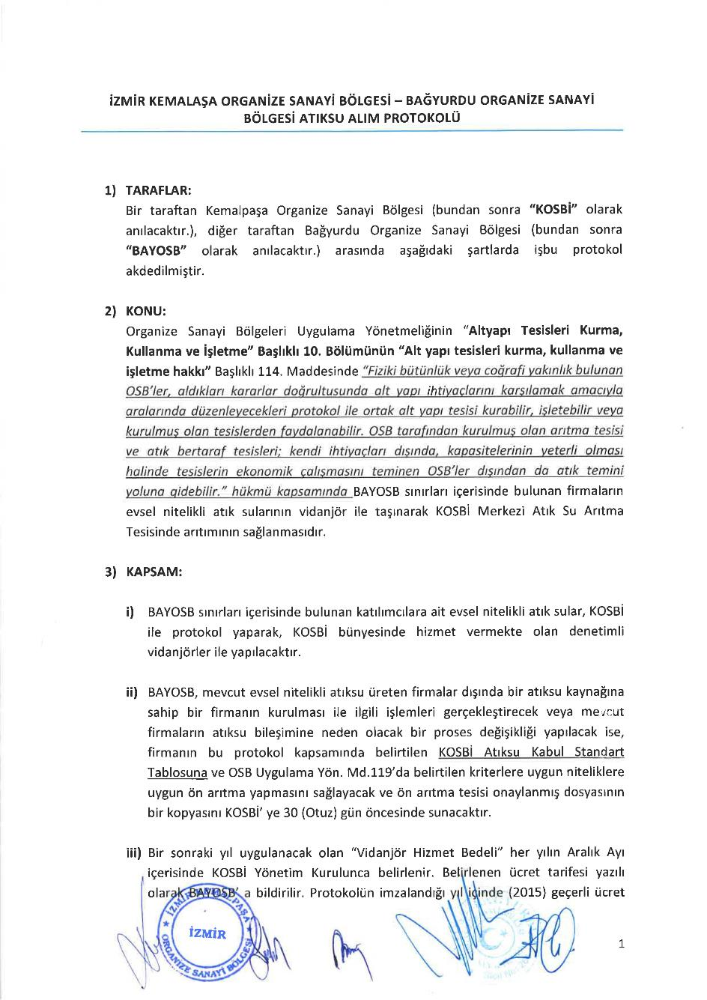 İZMİR KEMALAŞA ORGANİZE SANAYİ BÖLGESİ – BAĞYURDU ORGANİZE SANAYİ
BÖLGESİ ATIKSU ALIM PROTOKOLÜ
1) TARAFLAR:
Bir taraftan Kemalpaşa Organize Sanayi Bölgesi (bundan sonra “KOSBİ” olarak
anılacaktır.), diğer taraftan Bağyurdu Organize Sanayi Bölgesi (bundan sonra
“BAYOSB” olarak anılacaktır.) arasında aşağıdaki şartlarda işbu protokol
akdedilmiştir.
2) KONU:
Organize Sanayi Bölgeleri Uygulama Yönetmeliğinin “Altyapı Tesisleri Kurma,
Kullanma ve İşletme” Başlıklı 10. Bölümünün “Alt yapı tesisleri kurma, kullanma ve
işletme hakkı” Başlıklı 114. Maddesinde “Fiziki bütünlük veya coğrafi yakınlık bulunan
OSB’ler, aldıkları kararlar doğrultusunda alt yapı ihtiyaçlarını karşılamak amacıyla
aralarında düzenleyecekleri protokol ile ortak alt yapı tesisi kurabilir, işletebilir veya
kurulmuş olan tesislerden faydalanabilir. OSB tarafından kurulmuş olan arıtma tesisi
ve atık bertaraf tesisleri; kendi ihtiyaçları dışında, kapasitelerinin yeterli olması
halinde tesislerin ekonomik çalışmasını teminen OSB’ler dışından da atık temini
yoluna gidebilir.” hükmü kapsamında BAYOSB sınırları içerisinde bulunan firmaların
evsel nitelikli atık sularının vidanjör ile taşınarak KOSBİ Merkezi Atık Su Arıtma
Tesisinde arıtımının sağlanmasıdır.
3) KAPSAM:
i) BAYOSB sınırları içerisinde bulunan katılımcılara ait evsel nitelikli atık sular, KOSBİ
ile protokol yaparak, KOSBİ bünyesinde hizmet vermekte olan denetimli
vidanjörler ile yapılacaktır.
ii) BAYOSB, mevcut evsel nitelikli atıksu üreten firmalar dışında bir atıksu kaynağına
sahip bir firmanın kurulması ile ilgili işlemleri gerçekleştirecek veya mevcut
firmaların atıksu bileşimine neden olacak bir proses değişikliği yapılacak ise,
firmanın bu protokol kapsamında belirtilen KOSBİ Atıksu Kabul Standart
Tablosuna ve OSB Uygulama Yön. Md.119’da belirtilen kriterlere uygun niteliklere
uygun ön arıtma yapmasını sağlayacak ve ön arıtma tesisi onaylanmış dosyasının
bir kopyasını KOSBİ’ ye 30 (Otuz) gün öncesinde sunacaktır.
iii) Bir sonraki yıl uygulanacak olan “Vidanjör Hizmet Bedeli” her yılın Aralık Ayı
içerisinde KOSBİ Yönetim Kurulunca belirlenir. Belirlenen ücret tarifesi yazılı
olarak BAYOSB’ a bildirilir. Protokolün imzalandığı yıl içinde (2015) geçerli ücret
İZMİR
ORGANİZE SANAYİ BÖLGESİ
İZMİR
1